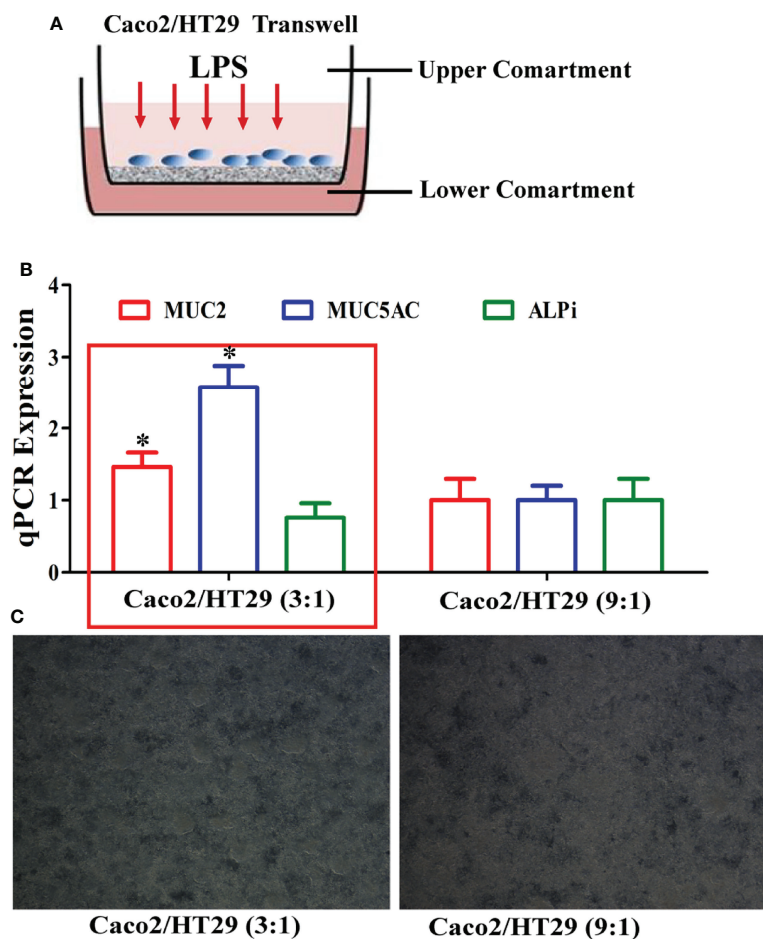 A
Caco2/HT29 Transwell
LPS
Upper Comartment
Lower Comartment
B
qPCR Expression
4
3
2
1
0
MUC2 MUC5AC ALPi
*
*
Caco2/HT29 (3:1) Caco2/HT29 (9:1)
C
Caco2/HT29 (3:1) Caco2/HT29 (9:1)